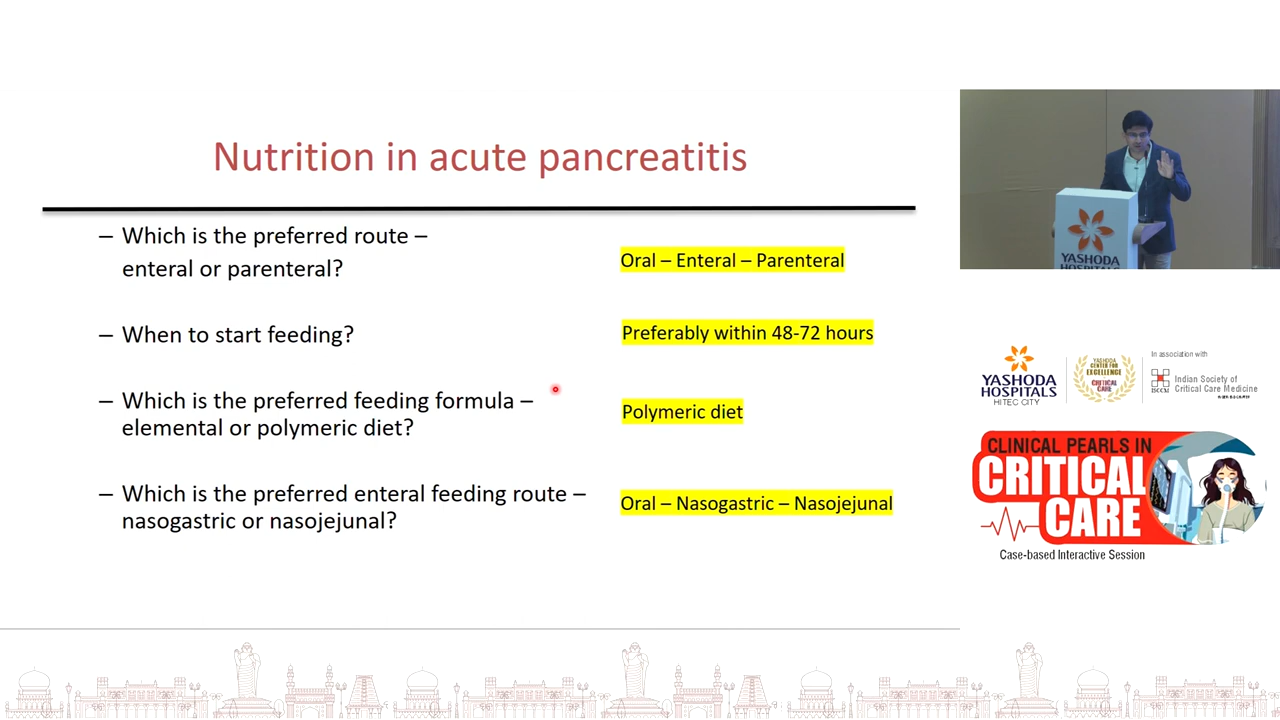 Nutrition in acute pancreatitis
– Which is the preferred route –
enteral or parenteral?
Oral – Enteral – Parenteral
– When to start feeding?
Preferably within 48-72 hours
– Which is the preferred feeding formula –
elemental or polymeric diet?
Polymeric diet
– Which is the preferred enteral feeding route –
nasogastric or nasojejunal?
Oral – Nasogastric – Nasojejunal
YASHODA
HOSPITALS
YASHODA
HOSPITALS
HITEC CITY
YASHODA
CENTER FOR
EXCELLENCE
CRITICAL
CARE
In association with
ISCCM
Indian Society of
Critical Care Medicine
CLINICAL PEARLS IN
CRITICAL
CARE
Case-based Interactive Session